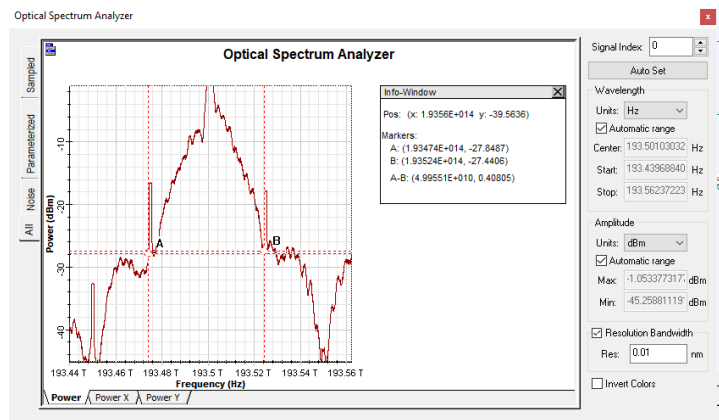 Optical Spectrum Analyzer
x
Sampled
Parameterized
Noise
All
Optical Spectrum Analyzer
Power (dBm)
-10
-20
-30
-40
A
B
193.44 T 193.46 T 193.48 T 193.5 T 193.52 T 193.54 T 193.56 T
Frequency (Hz)
Power Power X Power Y
Info-Window
Pos: (x: 1.9356E+014 y: -39.5636)
Markers:
A: (1.93474E+014, -27.8487)
B: (1.93524E+014, -27.4406)
A-B: (4.99551E+010, 0.40805)
Signal Index: 0
Auto Set
Wavelength
Units: Hz
Automatic range
Center: 193.50103032 Hz
Start: 193.43968840 Hz
Stop: 193.56237223 Hz
Amplitude
Units: dBm
Automatic range
Max: -1.053377317 dBm
Min: -45.25881119 dBm
Resolution Bandwidth
Res: 0.01 nm
Invert Colors